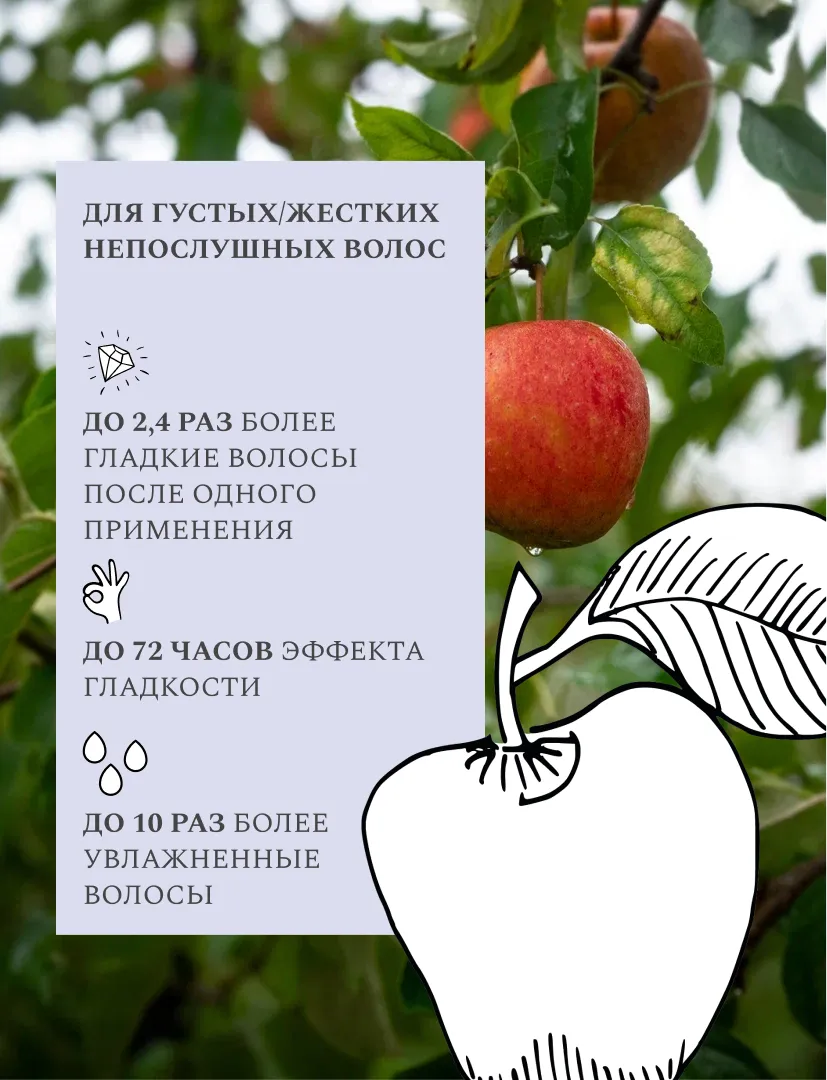 ДЛЯ ГУСТЫХ/ЖЕСТКИХ
НЕПОСЛУШНЫХ ВОЛОС
ДО 2,4 РАЗ БОЛЕЕ
ГЛАДКИЕ ВОЛОСЫ
ПОСЛЕ ОДНОГО
ПРИМЕНЕНИЯ
ДО 72 ЧАСОВ ЭФФЕКТА
ГЛАДКОСТИ
ДО 10 РАЗ БОЛЕЕ
УВЛАЖНЕННЫЕ
ВОЛОСЫ